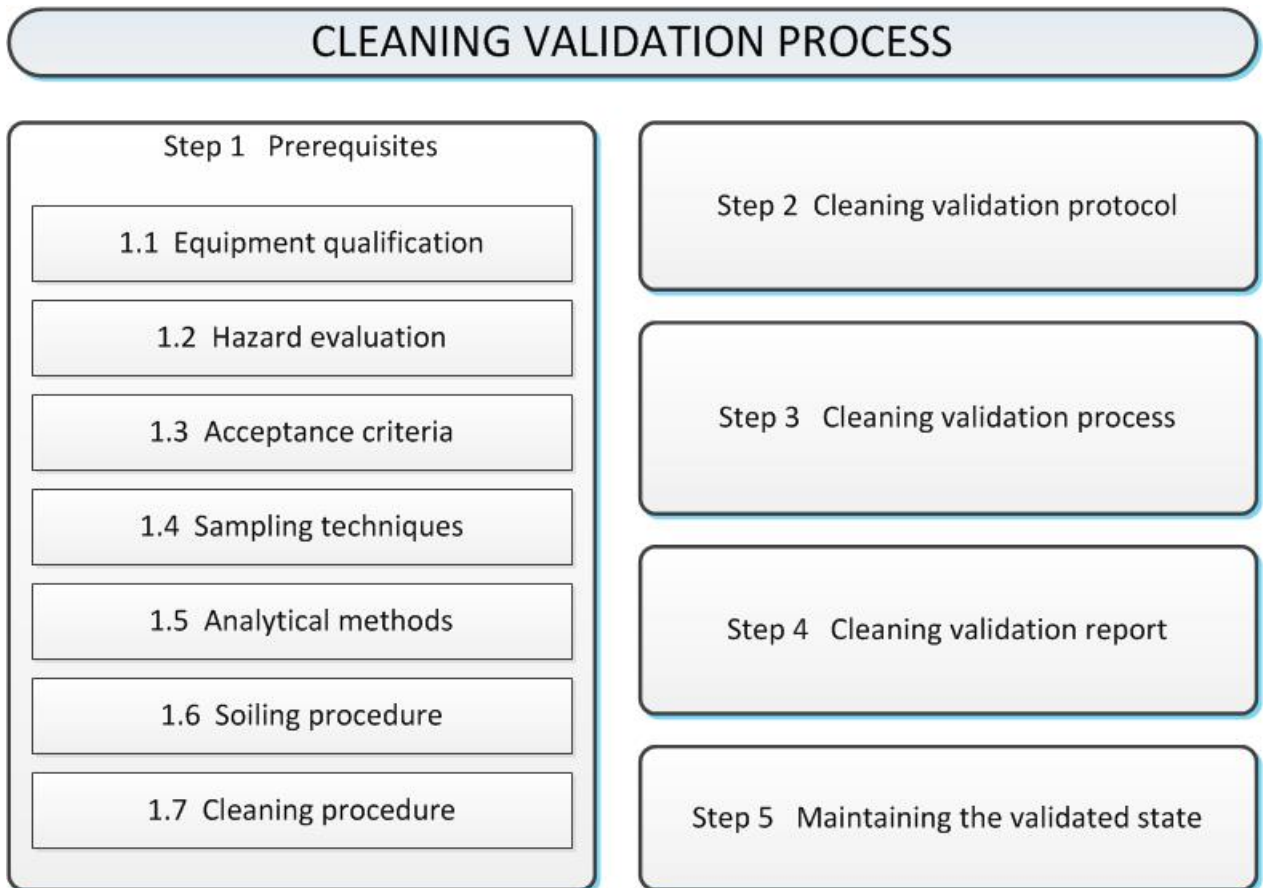 CLEANING VALIDATION PROCESS
Step 1 Prerequisites
1.1 Equipment qualification
1.2 Hazard evaluation
1.3 Acceptance criteria
1.4 Sampling techniques
1.5 Analytical methods
1.6 Soiling procedure
1.7 Cleaning procedure
Step 2 Cleaning validation protocol
Step 3 Cleaning validation process
Step 4 Cleaning validation report
Step 5 Maintaining the validated state